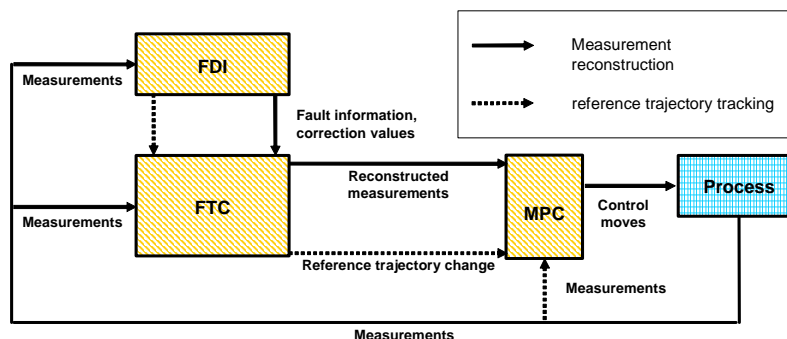 FDI
Measurement
reconstruction
reference trajectory tracking
Measurements
Fault information,
correction values
FTC
Reconstructed
measurements
MPC
Process
Control
moves
Measurements
Reference trajectory change
Measurements
Measurements